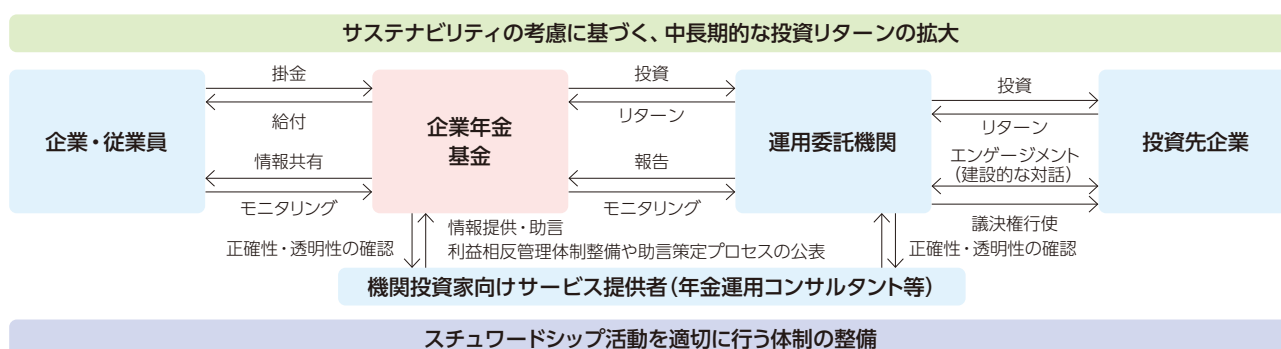 サステナビリティの考慮に基づく、中長期的な投資リターンの拡大
企業・従業員
掛金
給付
情報共有
モニタリング
企業年金
基金
投資
リターン
報告
モニタリング
運用委託機関
投資
リターン
エンゲージメント
(建設的な対話)
議決権行使
投資先企業
正確性・透明性の確認
情報提供・助言
利益相反管理体制整備や助言策定プロセスの公表
正確性・透明性の確認
機関投資家向けサービス提供者(年金運用コンサルタント等)
スチュワードシップ活動を適切に行う体制の整備